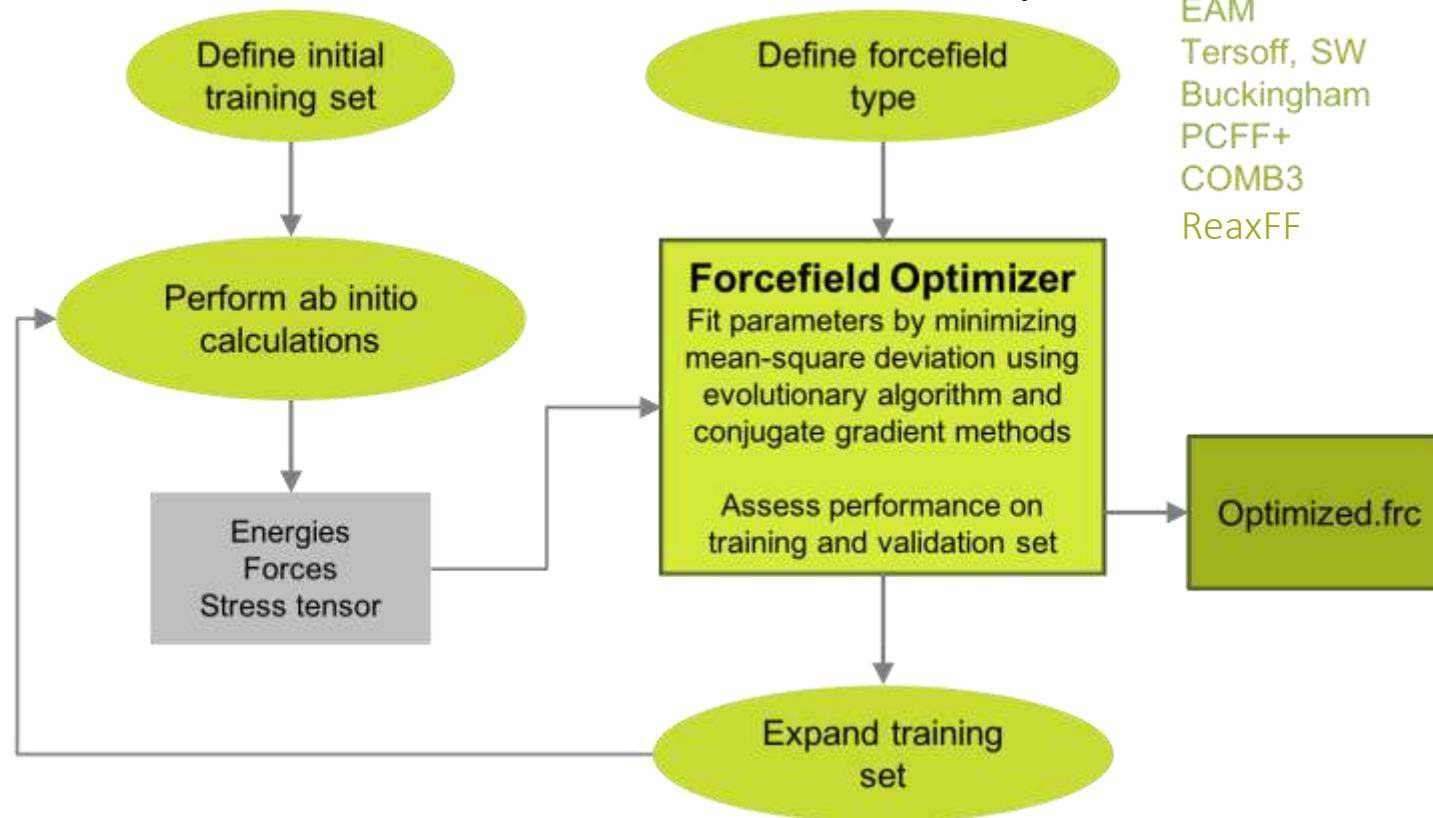 Define initial
training set
Define forcefield
type
EAM
Tersoff, SW
Buckingham
PCFF+
COMB3
ReaxFF
Perform ab initio
calculations
Forcefield Optimizer
Fit parameters by minimizing
mean-square deviation using
evolutionary algorithm and
conjugate gradient methods
Assess performance on
training and validation set
Energies
Forces
Stress tensor
Optimized.frc
Expand training
set